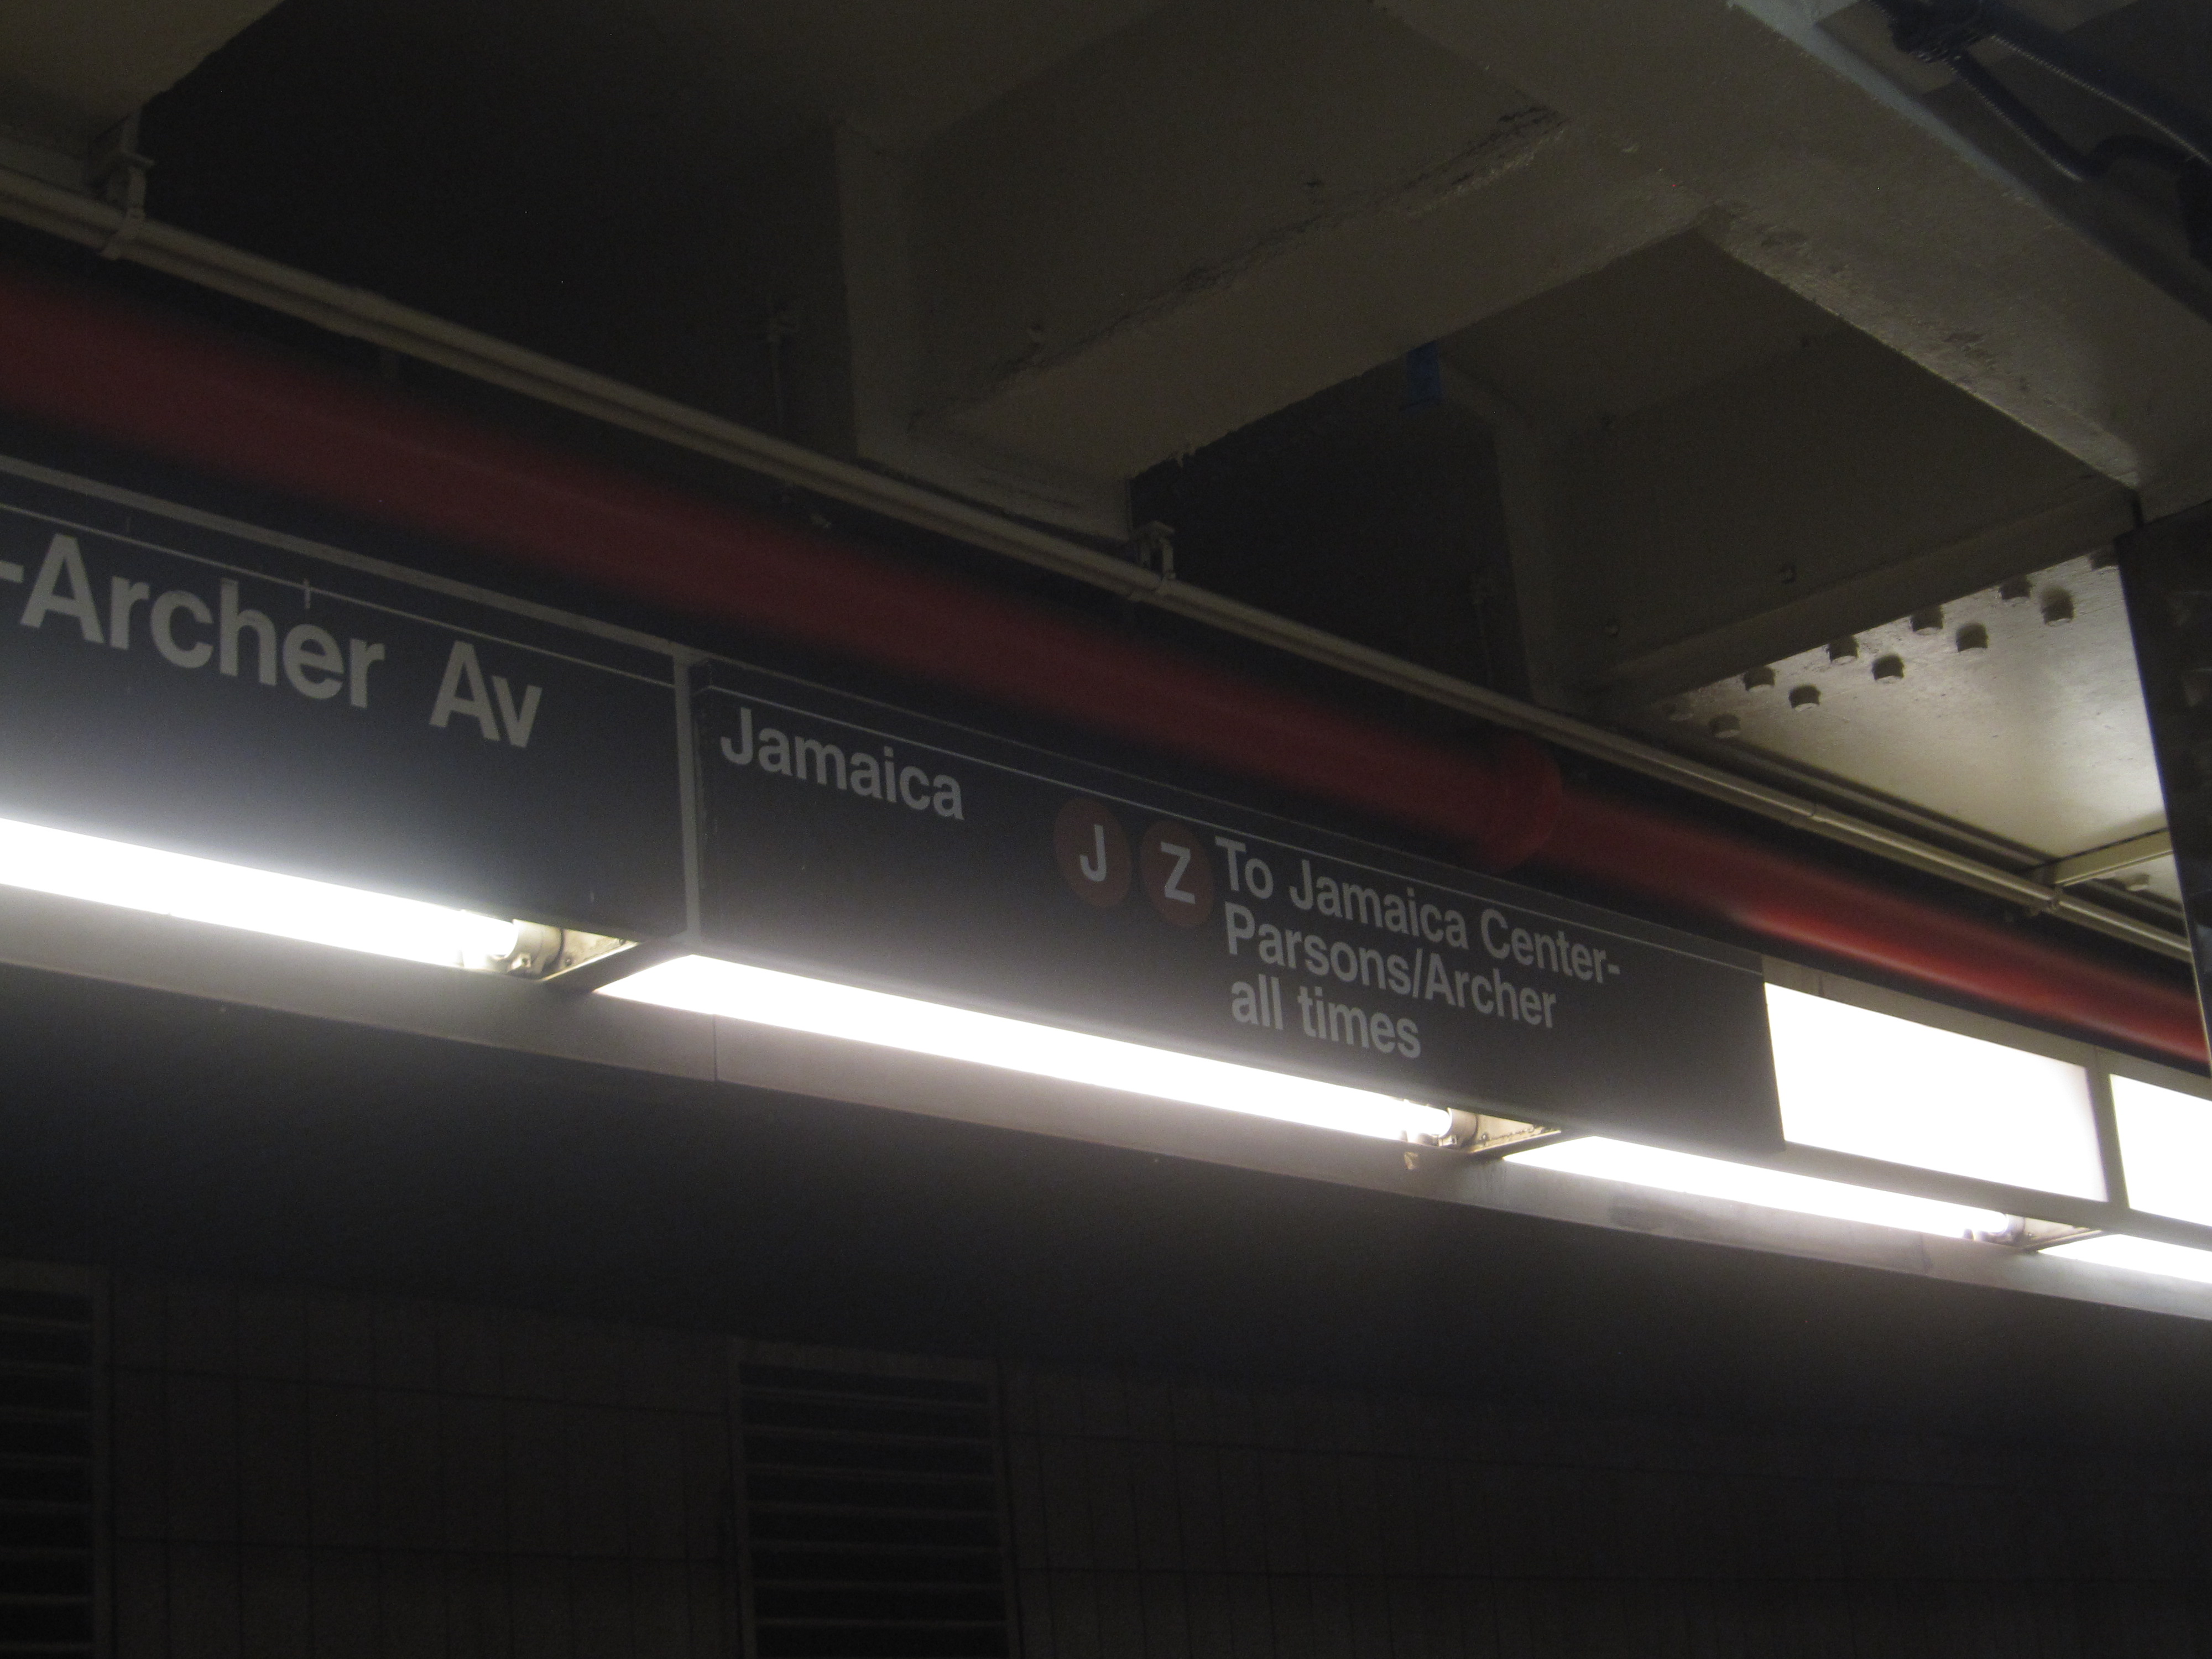 -Archer Av
Jamaica
J Z To Jamaica Center-
Parsons/Archer
all times